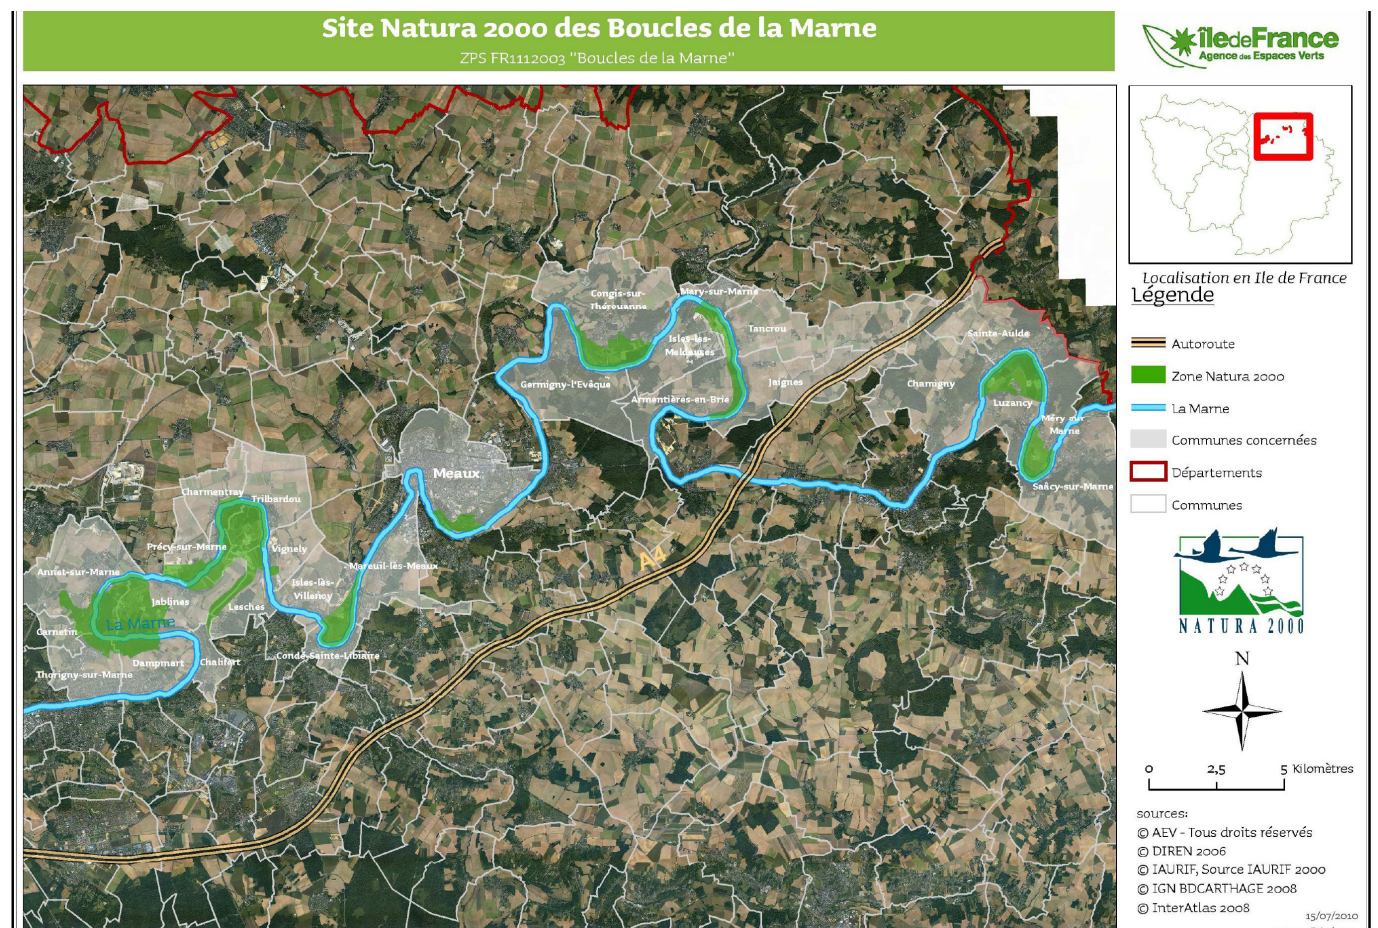 Site Natura 2000 des Boucles de la Marne
ZPS FR1112003 "Boucles de la Marne"
îledeFrance
Agence des Espaces Verts
Localisation en Ile de France
Légende
Autoroute
Zone Natura 2000
La Marne
Communes concernées
Départements
Communes
NATURA 2000
N
0 2,5 5 Kilomètres
sources:
© AEV - Tous droits réservés
© DIREN 2006
© IAURIF, Source IAURIF 2000
© IGN BDCARTHAGE 2008
© InterAtlas 2008
15/07/2010
Congis-sur-
Thérouanne
Mary-sur-Marne
Tancrou
Isles-les-
Meldeuses
Sainte-Aulde
Germigny-l'Evêque
Jaignes
Chamigny
Armentières-en-Brie
Luzancy
Méry-sur-
Marne
Saâcy-sur-Marne
Meaux
Charmentray
Trilbardou
Précy-sur-Marne
Vignely
A4
Mareuil-lès-Meaux
Annet-sur-Marne
Isles-lès-
Villenoy
Jablines
Lesches
La Marne
Carnetin
Condé-Sainte-Libiaire
Dampmart
Chalifert
Thorigny-sur-Marne